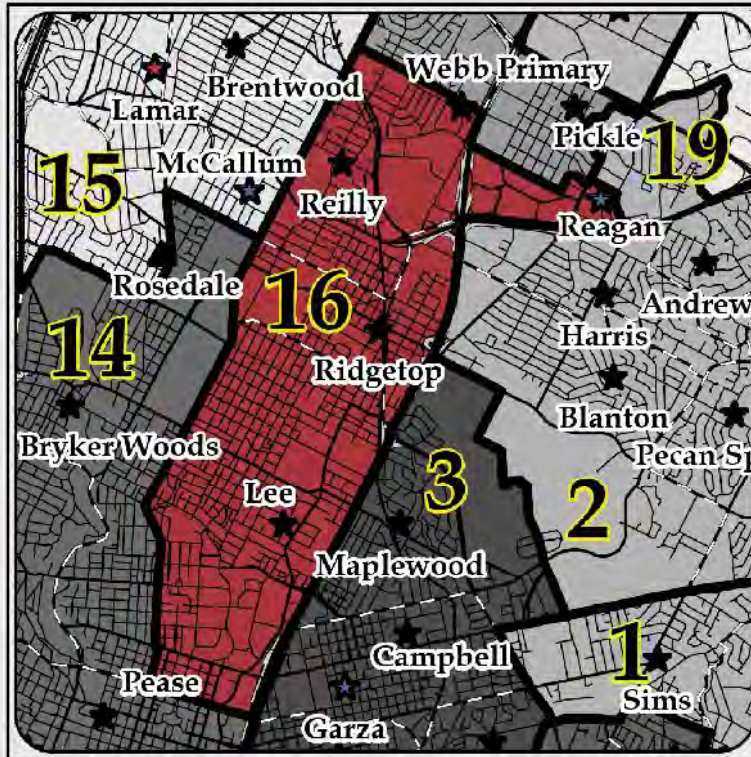 Webb Primary
Brentwood
Lamar
Pickle
19
15
McCallum
Reilly
Reagan
Rosedale
16
Andrew
14
Harris
Ridgetop
Blanton
Bryker Woods
Pecan Sp
Lee
3
2
Maplewood
Campbell
1
Pease
Sims
Garza